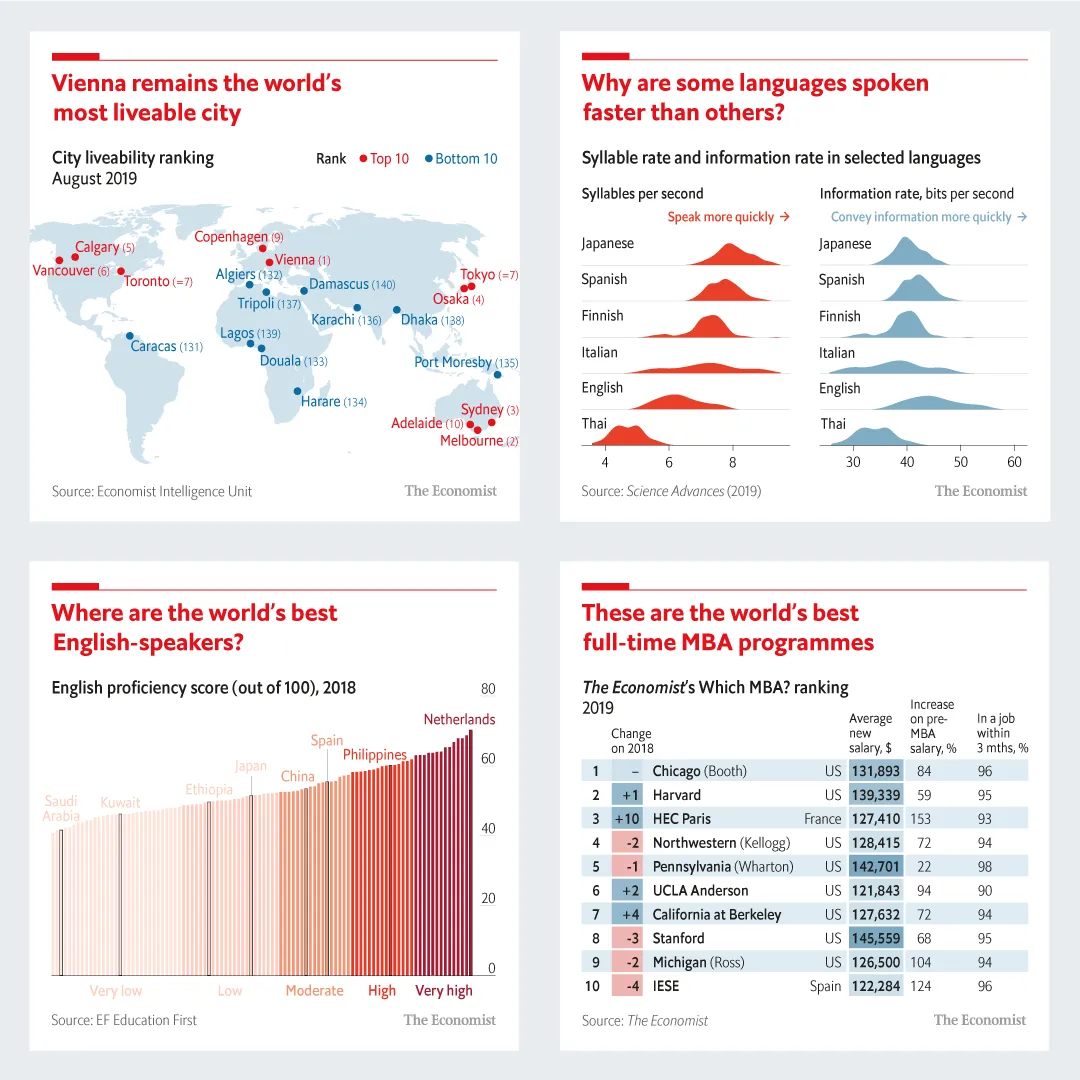 Vienna remains the world's
most liveable city
City liveability ranking
August 2019
Rank
Top 10
Bottom 10
Calgary (5)
Vancouver (6)
Toronto (=7)
Copenhagen (9)
Vienna (1)
Algiers (132)
Tripoli (137)
Damascus (140)
Tokyo (=7)
Osaka (4)
Karachi (136)
Dhaka (138)
Lagos (139)
Caracas (131)
Douala (133)
Port Moresby (135)
Harare (134)
Sydney (3)
Adelaide (10)
Melbourne (2)
Source: Economist Intelligence Unit
The Economist
Why are some languages spoken
faster than others?
Syllable rate and information rate in selected languages
Syllables per second
Speak more quickly →
Japanese
Spanish
Finnish
Italian
English
Thai
4 6 8
Information rate, bits per second
Convey information more quickly →
Japanese
Spanish
Finnish
Italian
English
Thai
30 40 50 60
Source: Science Advances (2019)
The Economist
Where are the world's best
English-speakers?
English proficiency score (out of 100), 2018
80
60
40
20
0
Netherlands
Spain
Philippines
Japan
China
Ethiopia
Kuwait
Saudi
Arabia
Very low
Low
Moderate
High
Very high
Source: EF Education First
The Economist
These are the world's best
full-time MBA programmes
The Economist's Which MBA? ranking
2019
Change
on 2018
Average
new
salary, $
Increase
on pre-
MBA
salary, %
In a job
within
3 mths, %
1 – Chicago (Booth) US 131,893 84 96
2 +1 Harvard US 139,339 59 95
3 +10 HEC Paris France 127,410 153 93
4 -2 Northwestern (Kellogg) US 128,415 72 94
5 -1 Pennsylvania (Wharton) US 142,701 22 98
6 +2 UCLA Anderson US 121,843 94 90
7 +4 California at Berkeley US 127,632 72 94
8 -3 Stanford US 145,559 68 95
9 -2 Michigan (Ross) US 126,500 104 94
10 -4 IESE Spain 122,284 124 96
Source: The Economist
The Economist